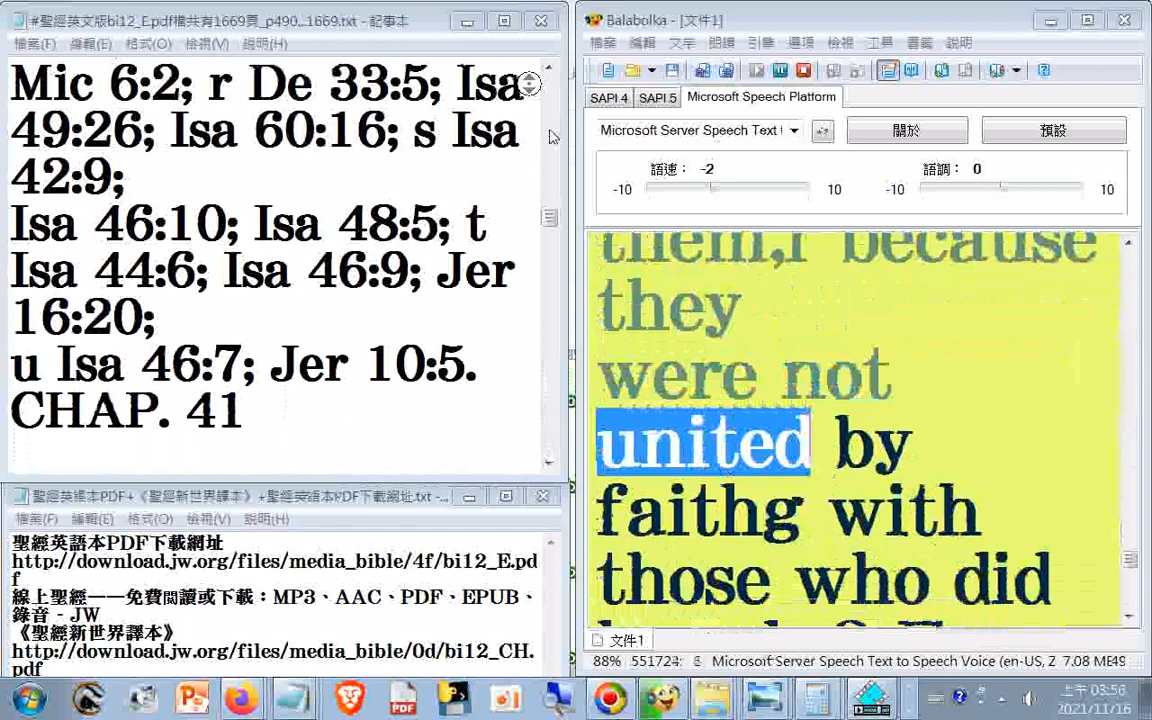 #聖經英文版bi12_E.pdf檔共有1669頁_p490,..1669.txt - 記事本
檔案(F) 編輯(E) 格式(O) 檢視(V) 說明(H)
Mic 6:2; r De 33:5; Isa
49:26; Isa 60:16; s Isa
42:9;
Isa 46:10; Isa 48:5; t
Isa 44:6; Isa 46:9; Jer
16:20;
u Isa 46:7; Jer 10:5.
CHAP. 41
聖經英語本PDF+《聖經新世界譯本》+聖經英語本PDF下載網址.txt -...
檔案(F) 編輯(E) 格式(O) 檢視(V) 說明(H)
聖經英語本PDF下載網址
http://download.jw.org/files/media_bible/4f/bi12_E.pd
f
線上聖經——免費閱讀或下載：MP3、AAC、PDF、EPUB、
錄音 - JW
《聖經新世界譯本》
http://download.jw.org/files/media_bible/0d/bi12_CH.
pdf
Balabolka - [文件1]
檔案 編輯 文字 朗讀 引擎 選項 檢視 工具 書籤 說明
SAPI 4 SAPI 5 Microsoft Speech Platform
Microsoft Server Speech Text 關於 預設
語速： -2 語調： 0
-10 10 -10 10
them,r because
they
were not
united by
faithg with
those who did
文件1
88% Microsoft Server Speech Text to Speech Voice (en-US, Z 7.08 MB
PDF
上午 03:56
2021/11/16